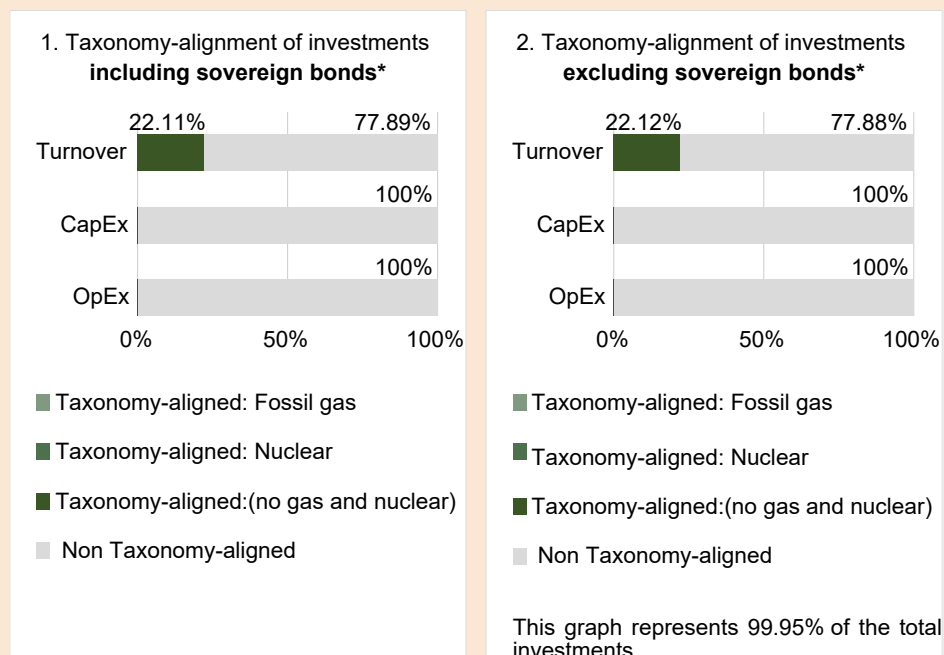 1. Taxonomy-alignment of investments
including sovereign bonds*
22.11% 77.89%
Turnover
100%
CapEx
100%
OpEx
0% 50% 100%
Taxonomy-aligned: Fossil gas
Taxonomy-aligned: Nuclear
Taxonomy-aligned:(no gas and nuclear)
Non Taxonomy-aligned
2. Taxonomy-alignment of investments
excluding sovereign bonds*
22.12% 77.88%
Turnover
100%
CapEx
100%
OpEx
0% 50% 100%
Taxonomy-aligned: Fossil gas
Taxonomy-aligned: Nuclear
Taxonomy-aligned:(no gas and nuclear)
Non Taxonomy-aligned
This graph represents 99.95% of the total
investments